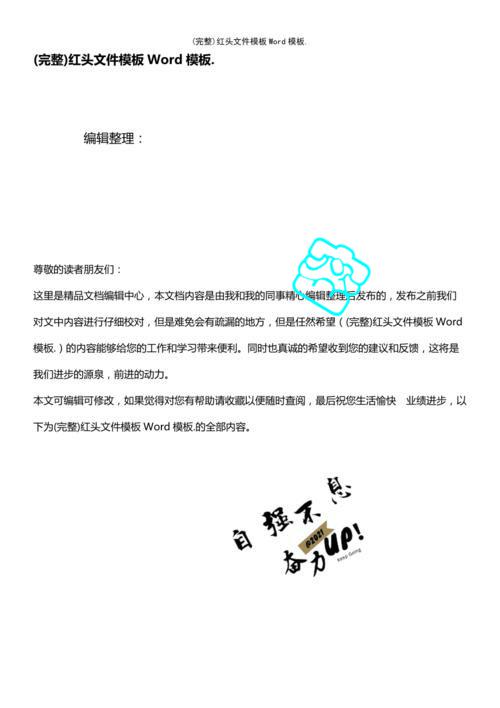 (完整)红头文件模板Word模板.
(完整)红头文件模板 Word 模板.
编辑整理：
尊敬的读者朋友们：
这里是精品文档编辑中心，本文档内容是由我和我的同事精心编辑整理后发布的，发布之前我们
对文中内容进行仔细校对，但是难免会有疏漏的地方，但是任然希望（(完整)红头文件模板 Word
模板.）的内容能够给您的工作和学习带来便利。同时也真诚的希望收到您的建议和反馈，这将是
我们进步的源泉，前进的动力。
本文可编辑可修改，如果觉得对您有帮助请收藏以便随时查阅，最后祝您生活愉快 业绩进步，以
下为(完整)红头文件模板 Word 模板.的全部内容。
自强不息
@2021
奋力UP!
Keep Going